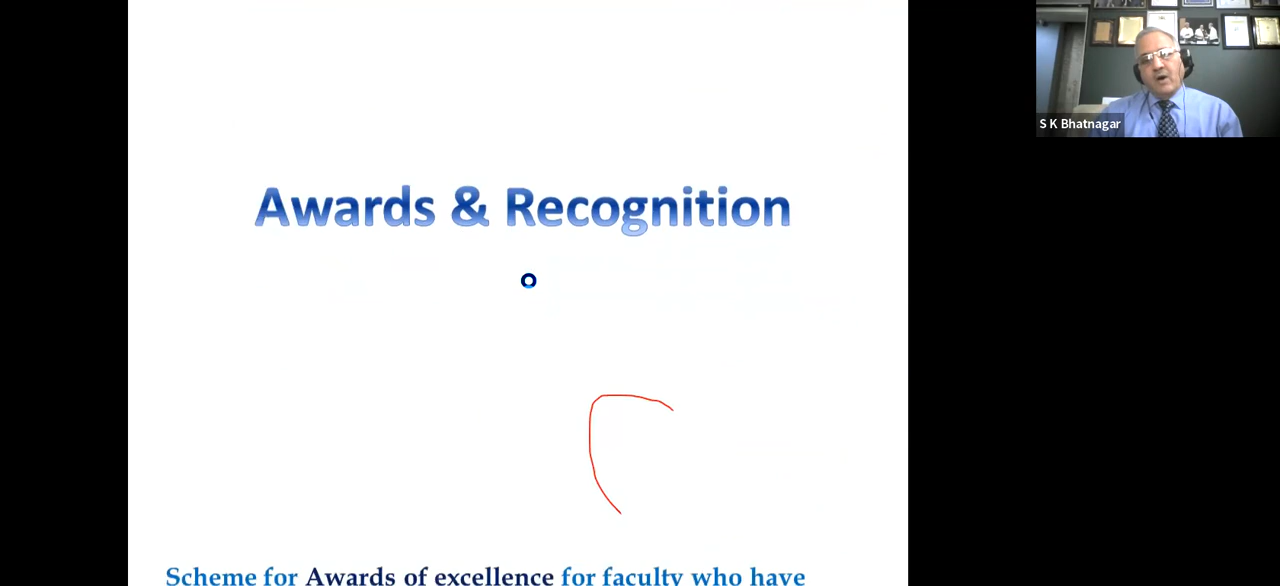 S K Bhatnagar
Awards & Recognition
Scheme for Awards of excellence for faculty who have